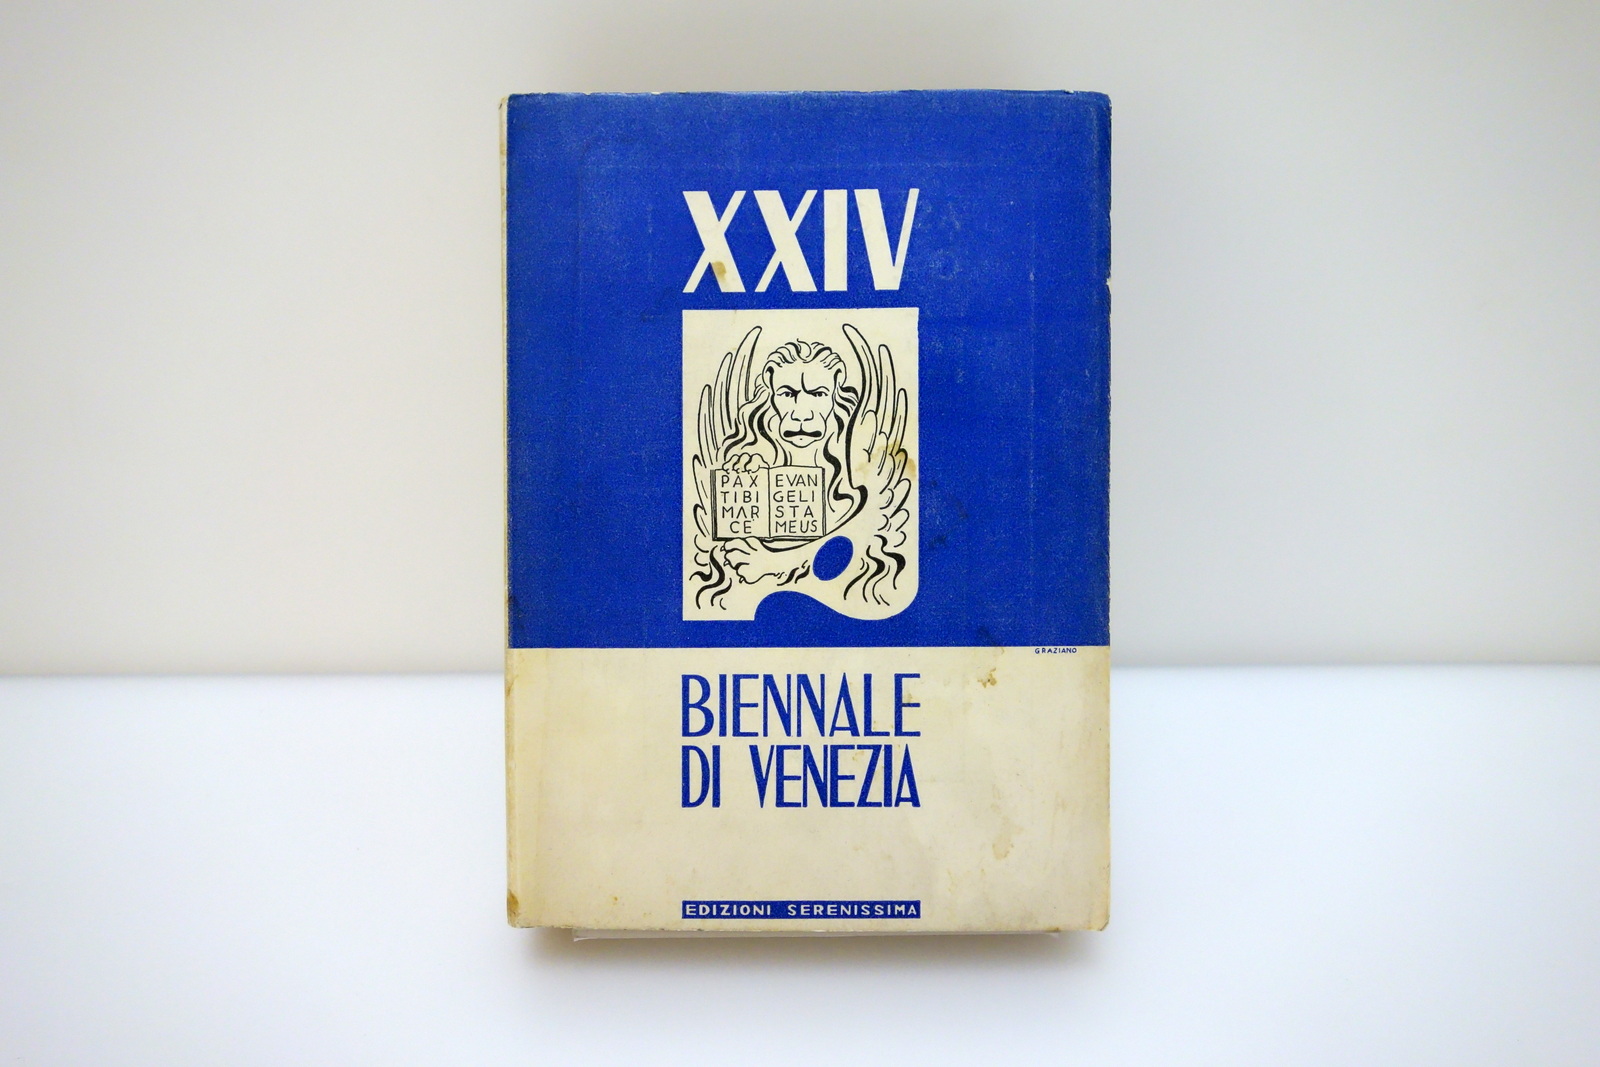 XXIV
PAX
TIBI
MAR
CE
EVAN
GELI
STA
MEUS
GRAZIANO
BIENNALE
DI VENEZIA
EDIZIONI SERENISSIMA